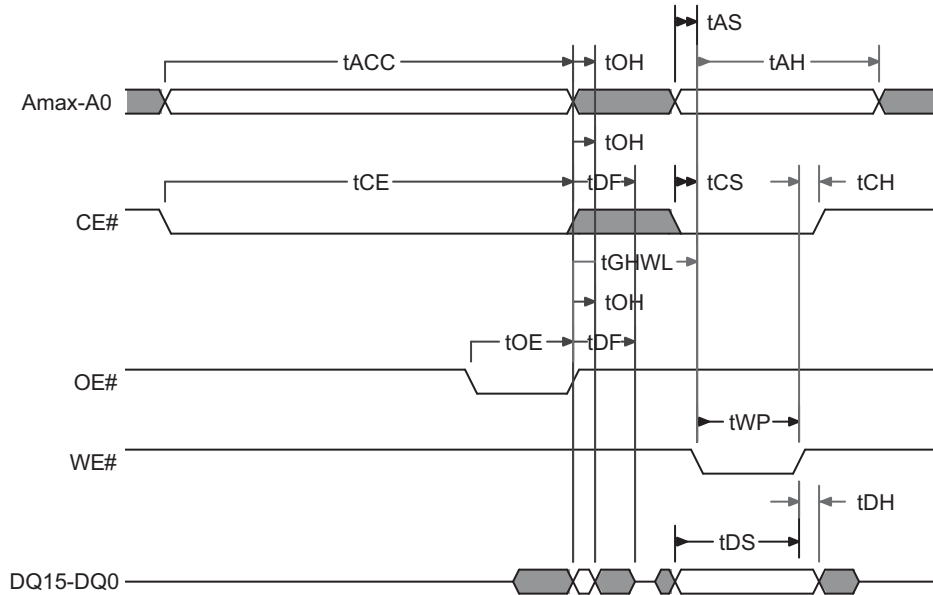 tAS
tACC tOH tAH
Amax-A0
tOH
tCE tDF tCS tCH
CE#
tGHWL
tOH
tOE tDF
OE#
tWP
WE#
tDH
tDS
DQ15-DQ0